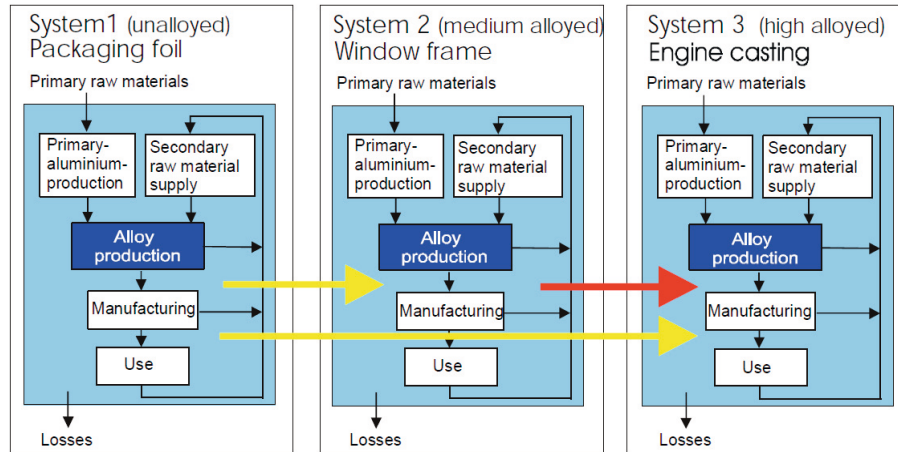 System1 (unalloyed)
Packaging foil
Primary raw materials
Primary-
aluminium-
production
Secondary
raw material
supply
Alloy
production
Manufacturing
Use
Losses
System 2 (medium alloyed)
Window frame
Primary raw materials
Primary-
aluminium-
production
Secondary
raw material
supply
Alloy
production
Manufacturing
Use
Losses
System 3 (high alloyed)
Engine casting
Primary raw materials
Primary-
aluminium-
production
Secondary
raw material
supply
Alloy
production
Manufacturing
Use
Losses